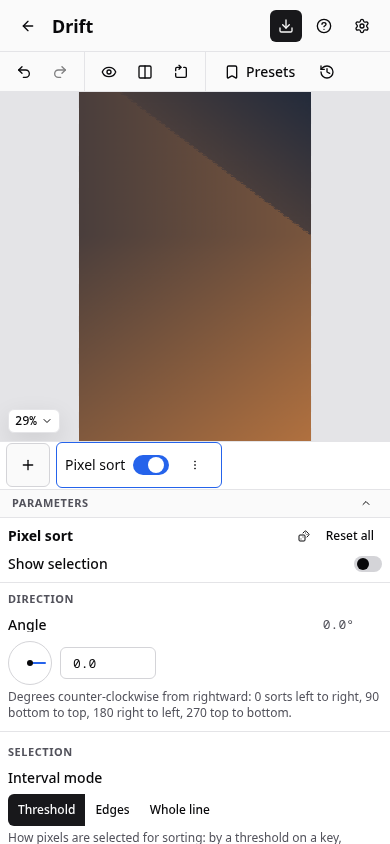 Drift
Presets
29%
Pixel sort
PARAMETERS
Pixel sort
Reset all
Show selection
DIRECTION
Angle
0.0°
0.0
Degrees counter-clockwise from rightward: 0 sorts left to right, 90
bottom to top, 180 right to left, 270 top to bottom.
SELECTION
Interval mode
Threshold
Edges
Whole line
How pixels are selected for sorting: by a threshold on a key,